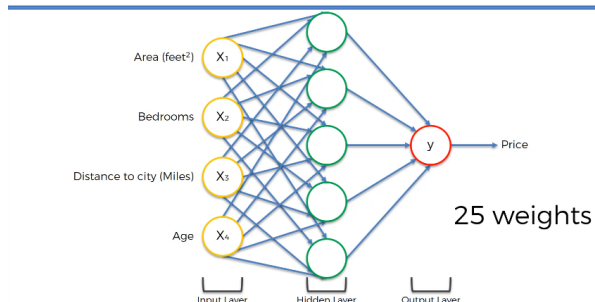 Area (feet²)
X₁
Bedrooms
X₂
y
Price
Distance to city (Miles)
X₃
25 weights
Age
X₄
Input Layer
Hidden Layer
Output Layer